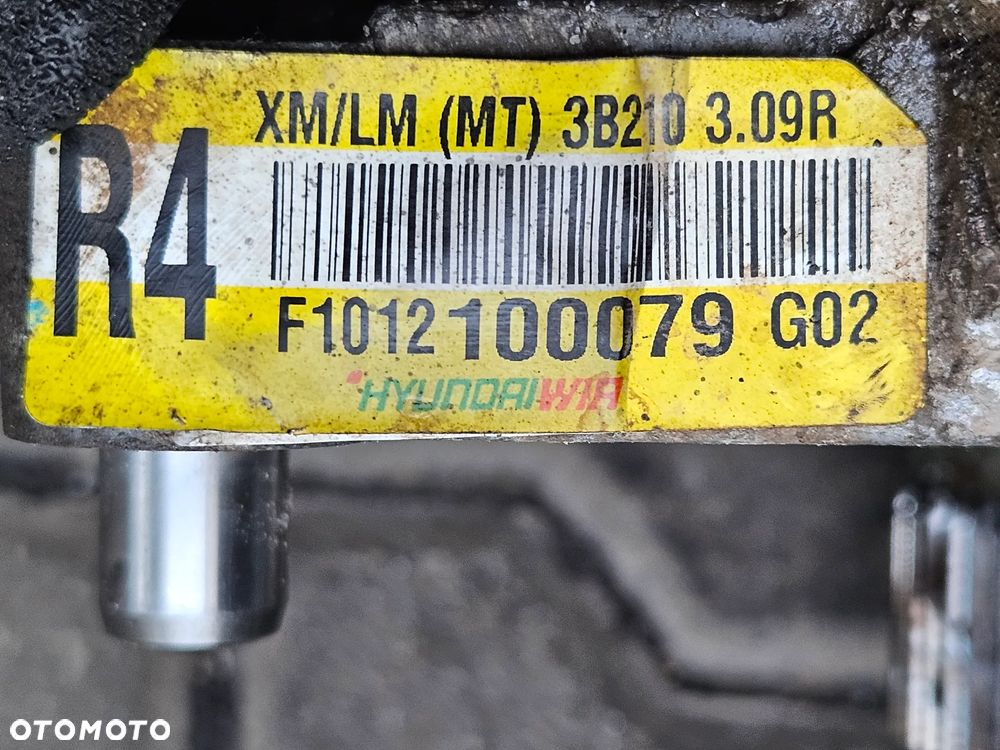 XM/LM (MT) 3B210 3.09R
R4
F1012100079 G02
HYUNDAI WIA
OTOMOTO